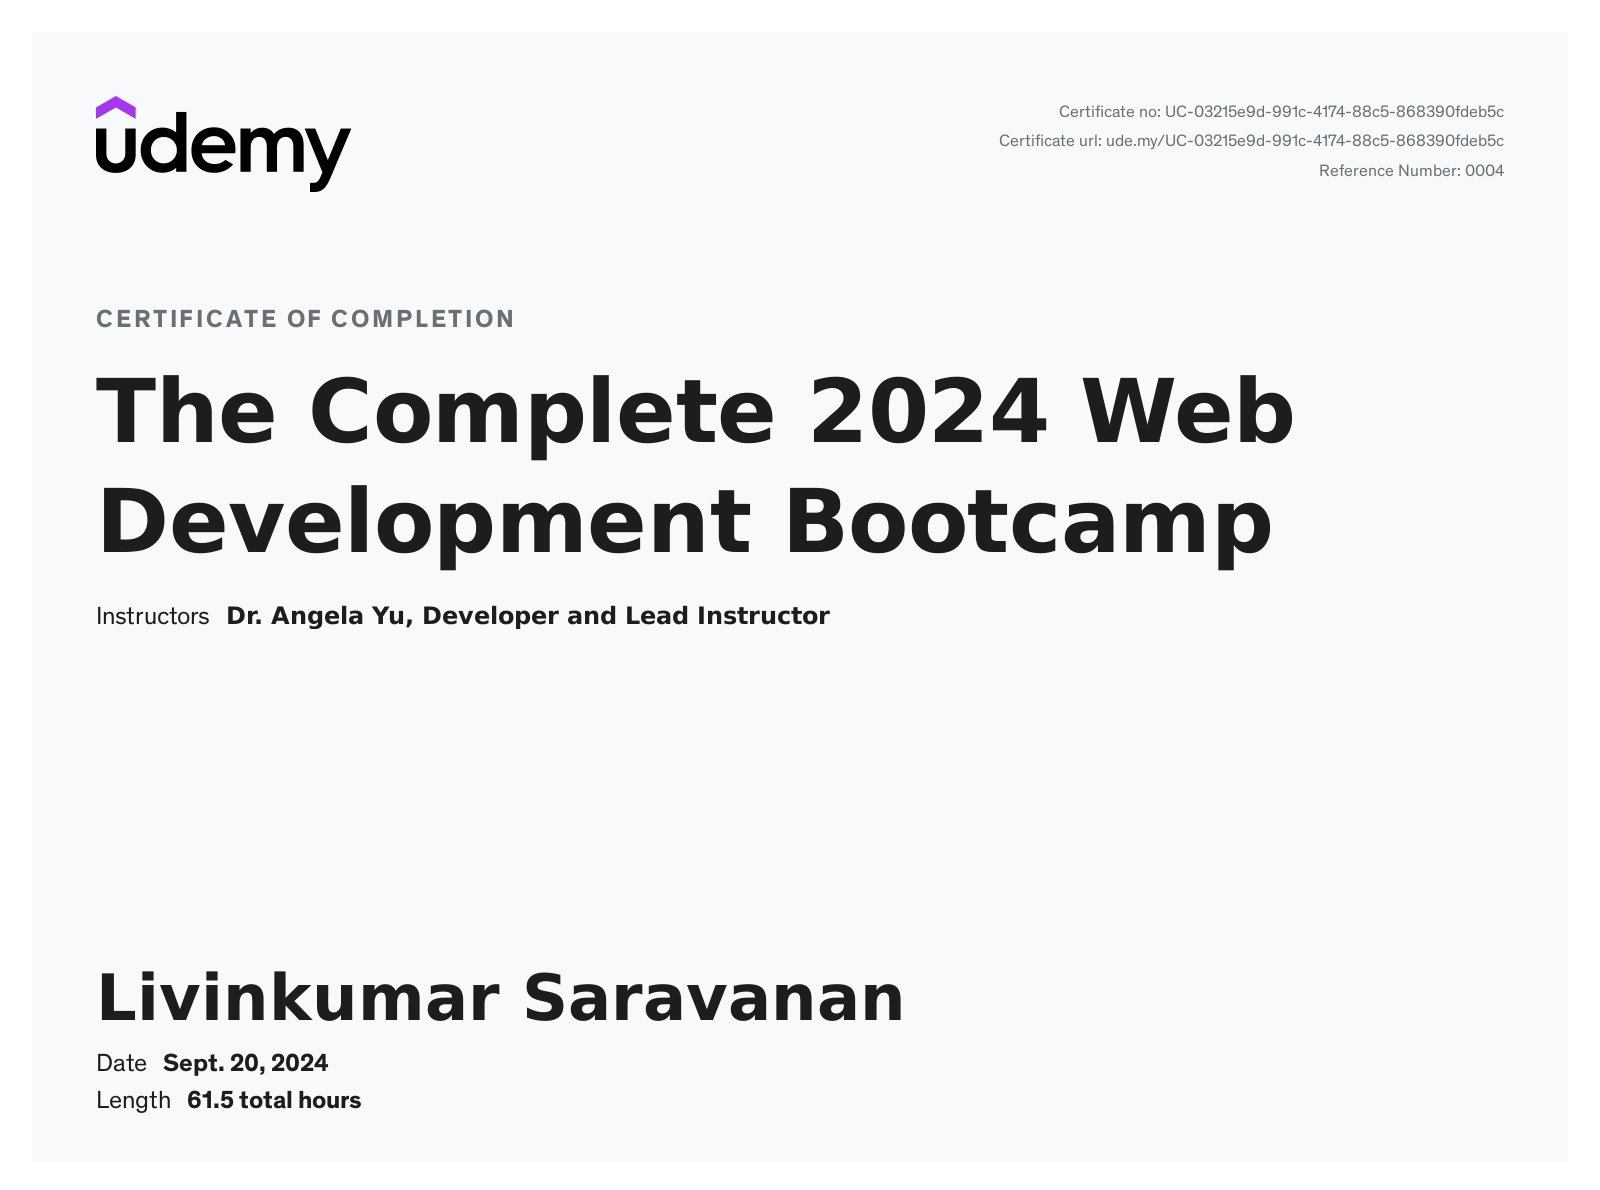 udemy
Certificate no: UC-03215e9d-991c-4174-88c5-868390fdeb5c
Certificate url: ude.my/UC-03215e9d-991c-4174-88c5-868390fdeb5c
Reference Number: 0004
CERTIFICATE OF COMPLETION
The Complete 2024 Web
Development Bootcamp
Instructors Dr. Angela Yu, Developer and Lead Instructor
Livinkumar Saravanan
Date Sept. 20, 2024
Length 61.5 total hours